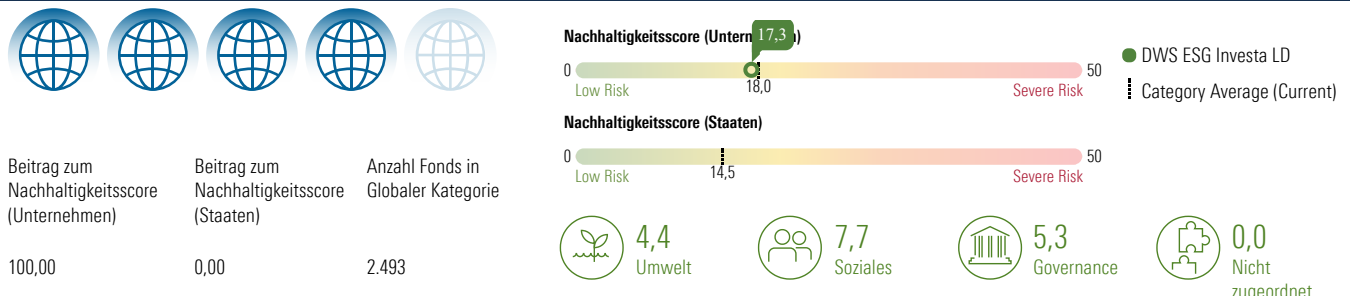 Nachhaltigkeitsscore (Untern
17,3
)
0
50
Low Risk
18,0
Severe Risk
DWS ESG Investa LD
Category Average (Current)
Nachhaltigkeitsscore (Staaten)
0
50
Low Risk
14,5
Severe Risk
Beitrag zum
Nachhaltigkeitsscore
(Unternehmen)
100,00
Beitrag zum
Nachhaltigkeitsscore
(Staaten)
0,00
Anzahl Fonds in
Globaler Kategorie
2.493
4,4
Umwelt
7,7
Soziales
5,3
Governance
0,0
Nicht
zugeordnet